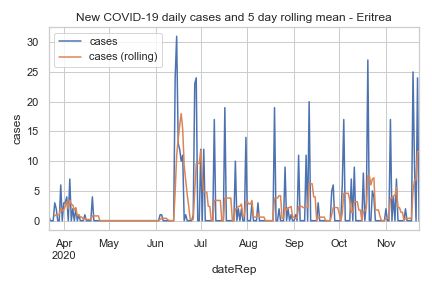 New COVID-19 daily cases and 5 day rolling mean - Eritrea
cases
cases (rolling)
30
25
20
15
10
5
0
cases
Apr May Jun Jul Aug Sep Oct Nov
2020
dateRep